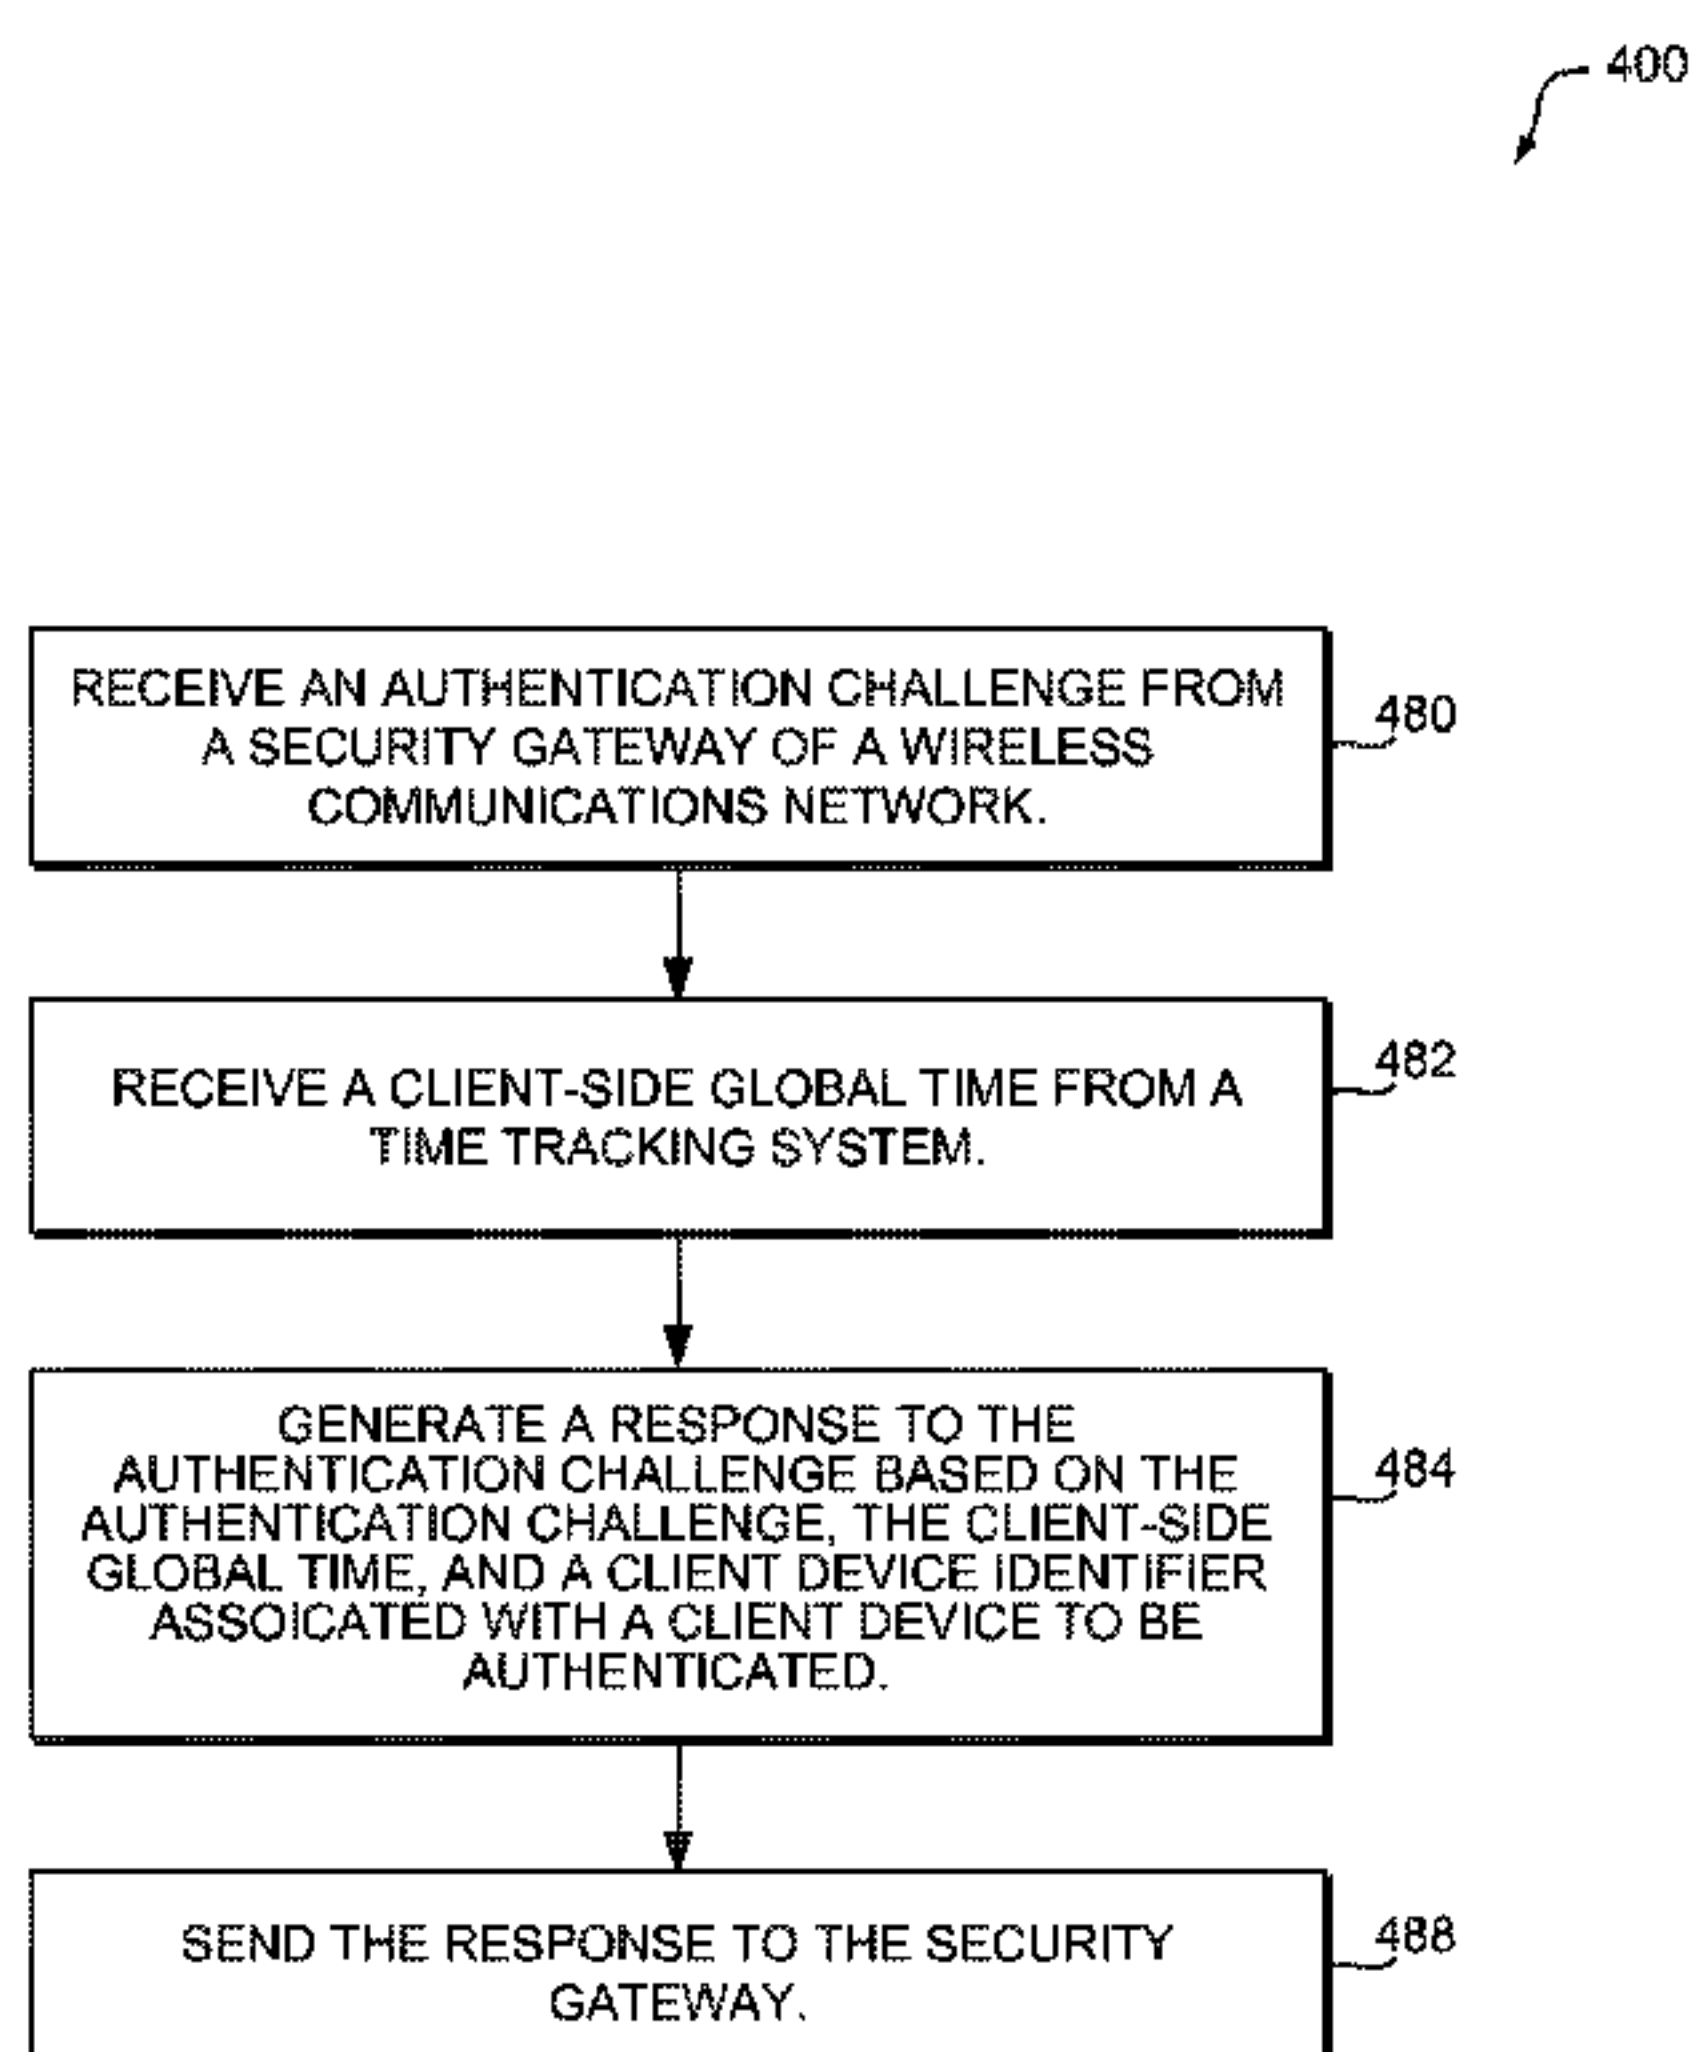 400
RECEIVE AN AUTHENTICATION CHALLENGE FROM
A SECURITY GATEWAY OF A WIRELESS
COMMUNICATIONS NETWORK.
480
RECEIVE A CLIENT-SIDE GLOBAL TIME FROM A
TIME TRACKING SYSTEM.
482
GENERATE A RESPONSE TO THE
AUTHENTICATION CHALLENGE BASED ON THE
AUTHENTICATION CHALLENGE, THE CLIENT-SIDE
GLOBAL TIME, AND A CLIENT DEVICE IDENTIFIER
ASSOICATED WITH A CLIENT DEVICE TO BE
AUTHENTICATED.
484
SEND THE RESPONSE TO THE SECURITY
GATEWAY.
488